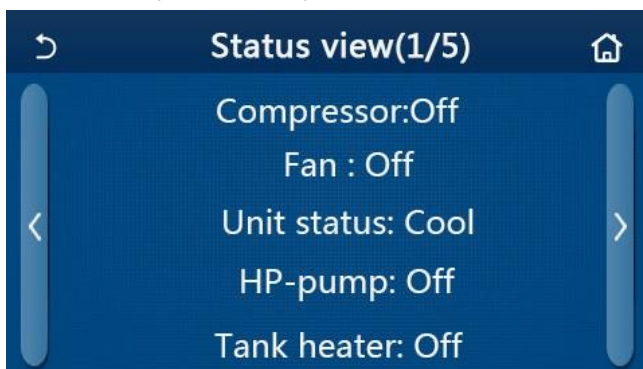 Status view(1/5)
Compressor:Off
Fan : Off
Unit status: Cool
HP-pump: Off
Tank heater: Off